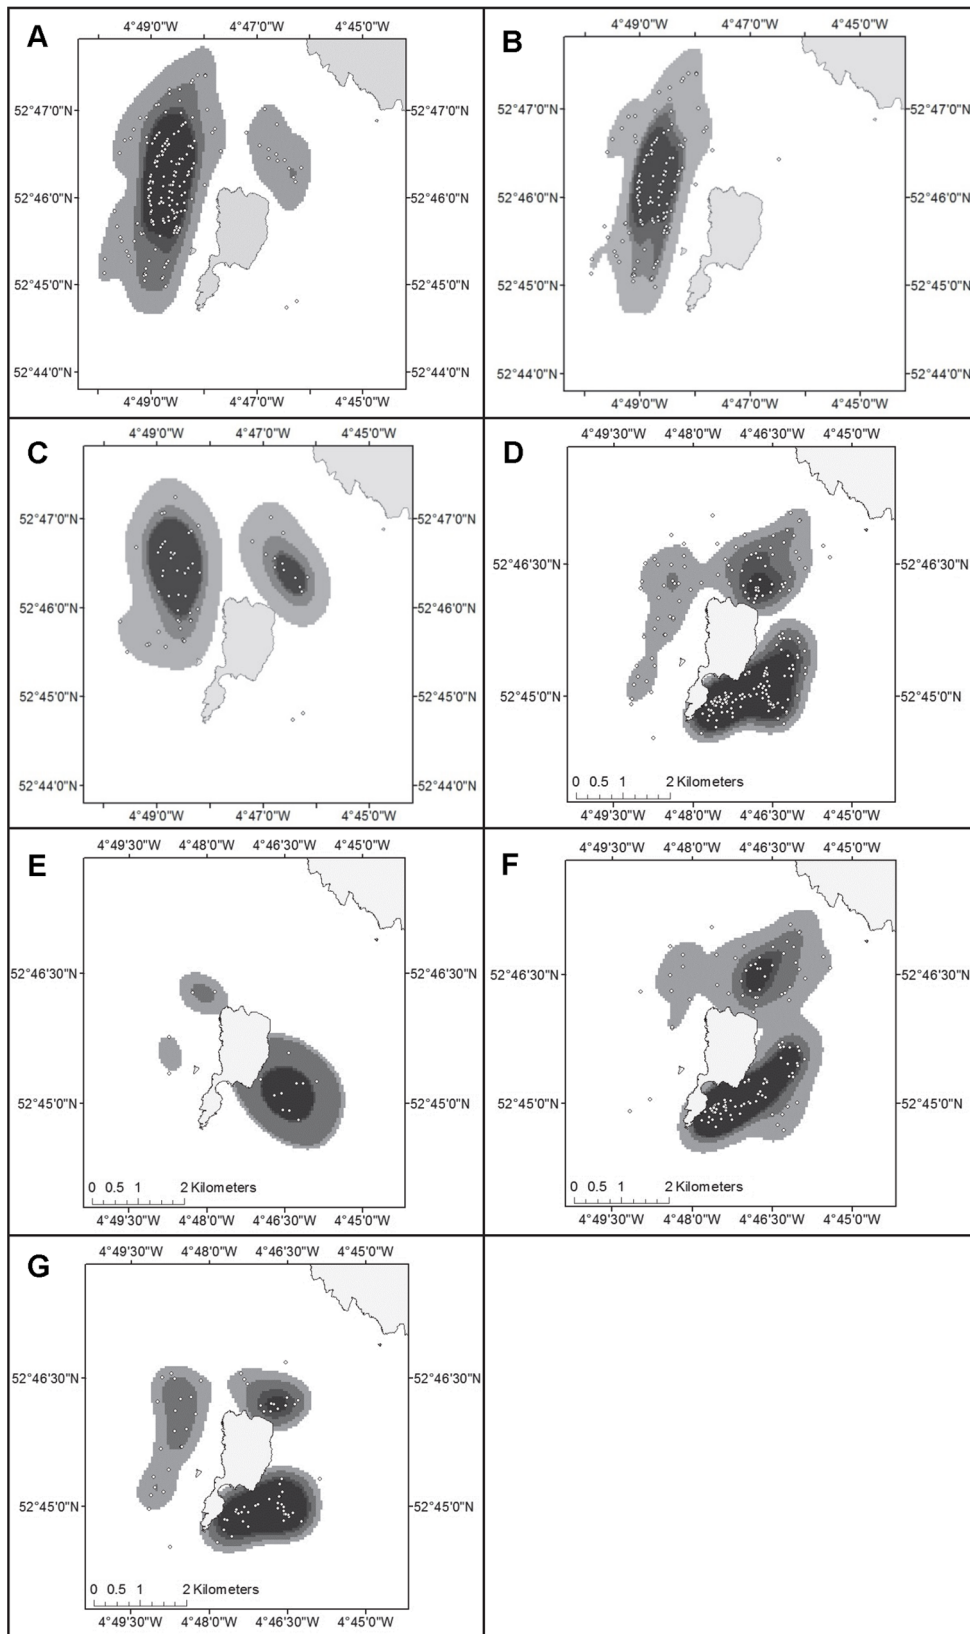 A
4°49'0"W 4°47'0"W 4°45'0"W
52°47'0"N 52°47'0"N
52°46'0"N 52°46'0"N
52°45'0"N 52°45'0"N
52°44'0"N 52°44'0"N
4°49'0"W 4°47'0"W 4°45'0"W
B
4°49'0"W 4°47'0"W 4°45'0"W
52°47'0"N 52°47'0"N
52°46'0"N 52°46'0"N
52°45'0"N 52°45'0"N
52°44'0"N 52°44'0"N
4°49'0"W 4°47'0"W 4°45'0"W
C
4°49'0"W 4°47'0"W 4°45'0"W
52°47'0"N 52°47'0"N
52°46'0"N 52°46'0"N
52°45'0"N 52°45'0"N
52°44'0"N 52°44'0"N
4°49'0"W 4°47'0"W 4°45'0"W
D
4°49'30"W 4°48'0"W 4°46'30"W 4°45'0"W
52°46'30"N 52°46'30"N
52°45'0"N 52°45'0"N
0 0.5 1 2 Kilometers
4°49'30"W 4°48'0"W 4°46'30"W 4°45'0"W
E
4°49'30"W 4°48'0"W 4°46'30"W 4°45'0"W
52°46'30"N 52°46'30"N
52°45'0"N 52°45'0"N
0 0.5 1 2 Kilometers
4°49'30"W 4°48'0"W 4°46'30"W 4°45'0"W
F
4°49'30"W 4°48'0"W 4°46'30"W 4°45'0"W
52°46'30"N 52°46'30"N
52°45'0"N 52°45'0"N
0 0.5 1 2 Kilometers
4°49'30"W 4°48'0"W 4°46'30"W 4°45'0"W
G
4°49'30"W 4°48'0"W 4°46'30"W 4°45'0"W
52°46'30"N 52°46'30"N
52°45'0"N 52°45'0"N
0 0.5 1 2 Kilometers
4°49'30"W 4°48'0"W 4°46'30"W 4°45'0"W